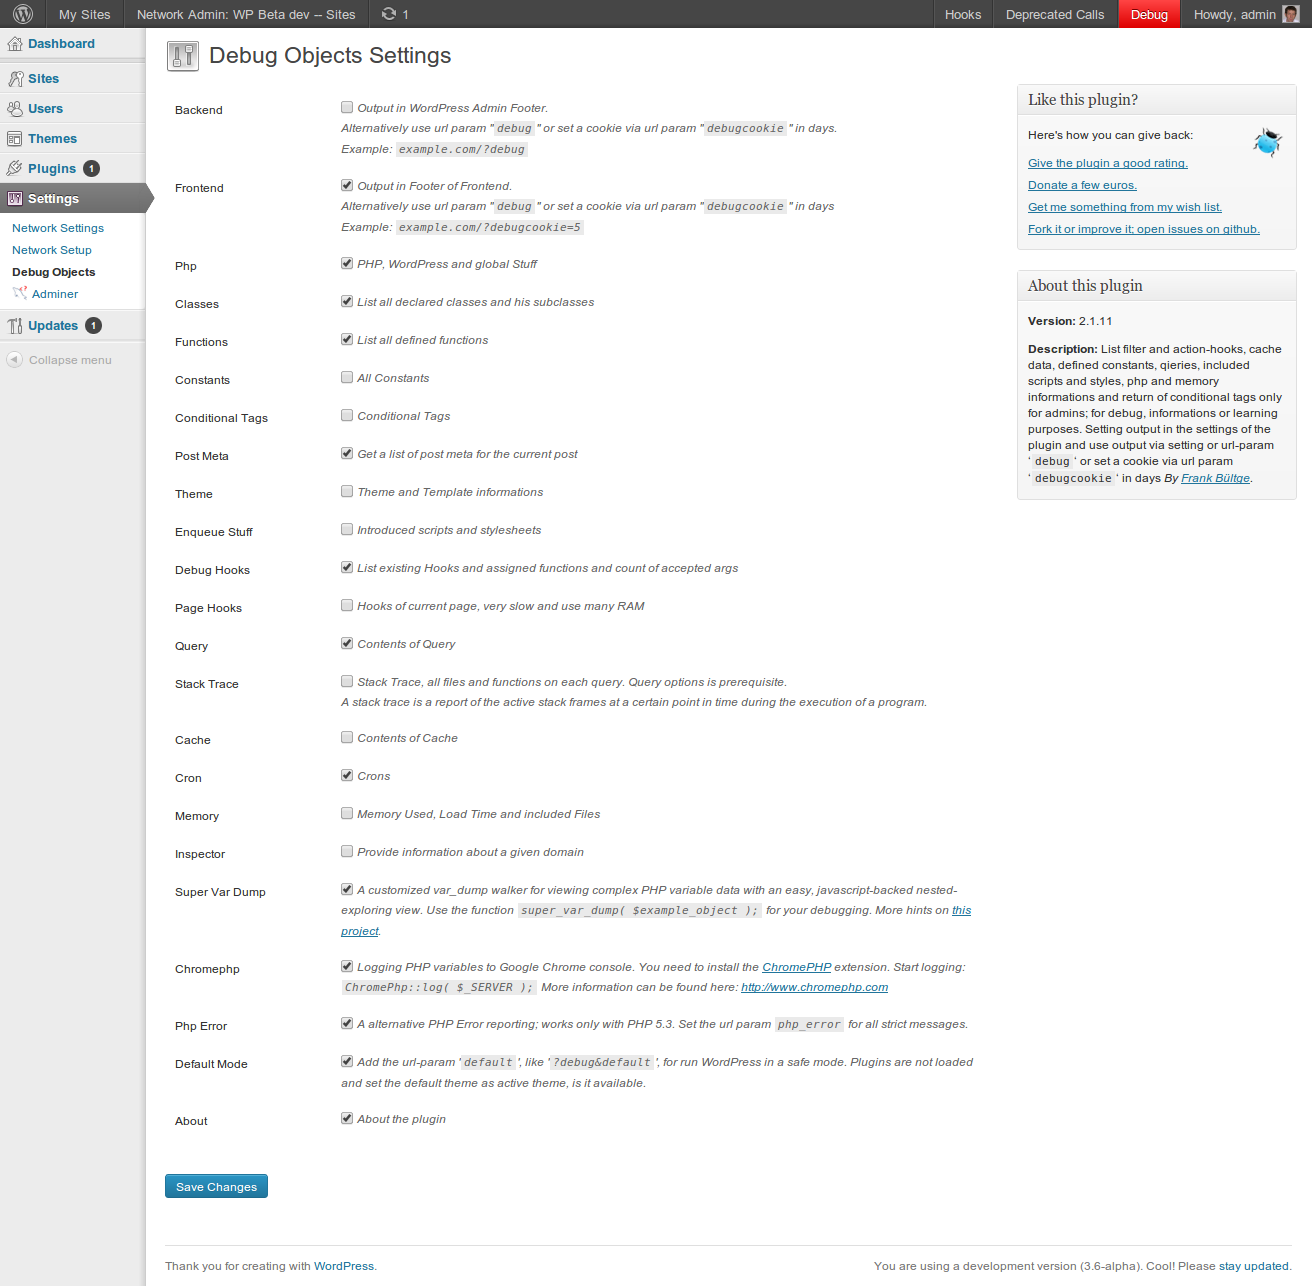 My Sites
Network Admin: WP Beta dev -- Sites
1
Hooks
Deprecated Calls
Debug
Howdy, admin
Dashboard
Sites
Users
Themes
Plugins 1
Settings
Network Settings
Network Setup
Debug Objects
Adminer
Updates 1
Collapse menu
Debug Objects Settings
Backend
Output in WordPress Admin Footer.
Alternatively use url param "debug" or set a cookie via url param "debugcookie" in days.
Example: example.com/?debug
Frontend
Output in Footer of Frontend.
Alternatively use url param "debug" or set a cookie via url param "debugcookie" in days
Example: example.com/?debugcookie=5
Php
PHP, WordPress and global Stuff
Classes
List all declared classes and his subclasses
Functions
List all defined functions
Constants
All Constants
Conditional Tags
Conditional Tags
Post Meta
Get a list of post meta for the current post
Theme
Theme and Template informations
Enqueue Stuff
Introduced scripts and stylesheets
Debug Hooks
List existing Hooks and assigned functions and count of accepted args
Page Hooks
Hooks of current page, very slow and use many RAM
Query
Contents of Query
Stack Trace
Stack Trace, all files and functions on each query. Query options is prerequisite.
A stack trace is a report of the active stack frames at a certain point in time during the execution of a program.
Cache
Contents of Cache
Cron
Crons
Memory
Memory Used, Load Time and included Files
Inspector
Provide information about a given domain
Super Var Dump
A customized var_dump walker for viewing complex PHP variable data with an easy, javascript-backed nested-
exploring view. Use the function super_var_dump( $example_object ); for your debugging. More hints on this
project.
Chromephp
Logging PHP variables to Google Chrome console. You need to install the ChromePHP extension. Start logging:
ChromePhp::log( $_SERVER ); More information can be found here: http://www.chromephp.com
Php Error
A alternative PHP Error reporting; works only with PHP 5.3. Set the url param php_error for all strict messages.
Default Mode
Add the url-param 'default', like '?debug&default', for run WordPress in a safe mode. Plugins are not loaded
and set the default theme as active theme, is it available.
About
About the plugin
Save Changes
Like this plugin?
Here's how you can give back:
Give the plugin a good rating.
Donate a few euros.
Get me something from my wish list.
Fork it or improve it; open issues on github.
About this plugin
Version: 2.1.11
Description: List filter and action-hooks, cache
data, defined constants, qieries, included
scripts and styles, php and memory
informations and return of conditional tags only
for admins; for debug, informations or learning
purposes. Setting output in the settings of the
plugin and use output via setting or url-param
'debug' or set a cookie via url param
'debugcookie' in days By Frank Bültge.
Thank you for creating with WordPress.
You are using a development version (3.6-alpha). Cool! Please stay updated.